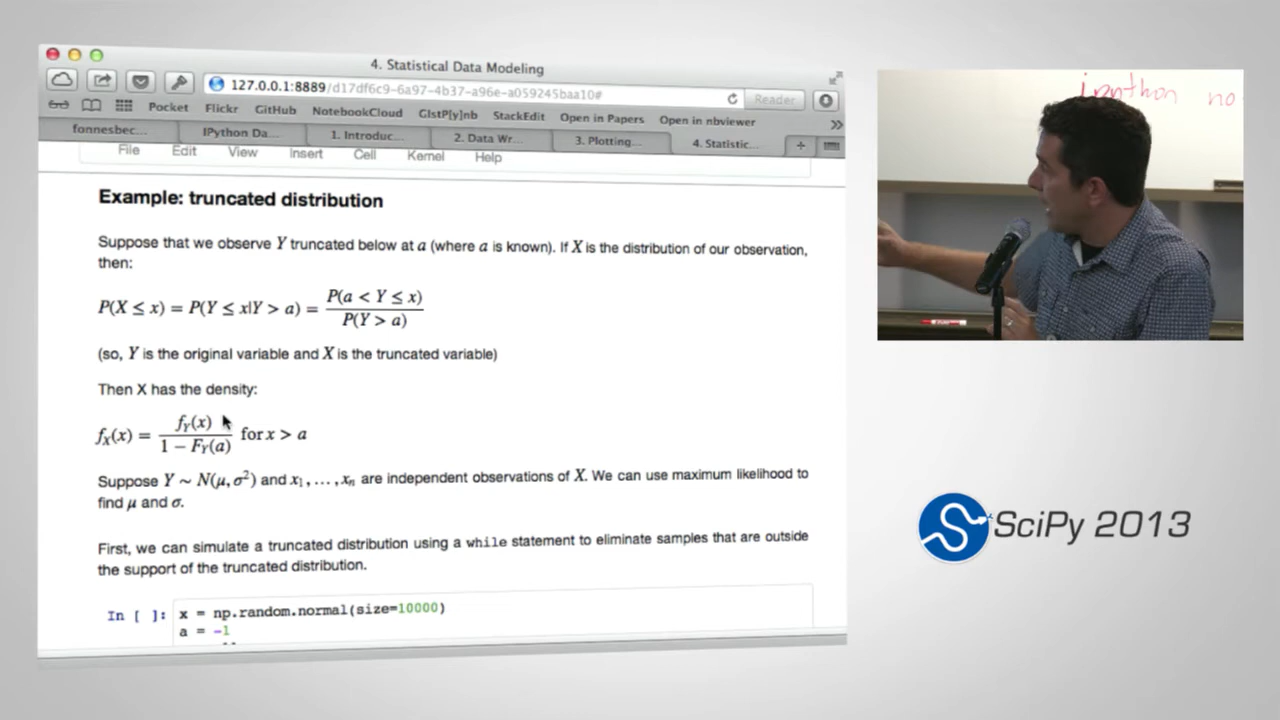 4. Statistical Data Modeling
127.0.0.1:8889/d17df6c9-6a97-4b37-a96e-a059245baa10#
Reader
Pocket Flickr GitHub NotebookCloud GIstP[y]nb StackEdit Open in Papers Open in nbviewer
fonnesbec... IPython Da... 1. Introduc... 2. Data Wr... 3. Plotting... 4. Statistic...
File Edit View Insert Cell Kernel Help
Example: truncated distribution
Suppose that we observe Y truncated below at a (where a is known). If X is the distribution of our observation,
then:
P(X ≤ x) = P(Y ≤ x|Y > a) = P(a < Y ≤ x) / P(Y > a)
(so, Y is the original variable and X is the truncated variable)
Then X has the density:
f_X(x) = f_Y(x) / (1 − F_Y(a)) for x > a
Suppose Y ~ N(μ, σ²) and x₁, …, xₙ are independent observations of X. We can use maximum likelihood to
find μ and σ.
First, we can simulate a truncated distribution using a while statement to eliminate samples that are outside
the support of the truncated distribution.
In [ ]: x = np.random.normal(size=10000)
a = -1
ipython no
SciPy 2013